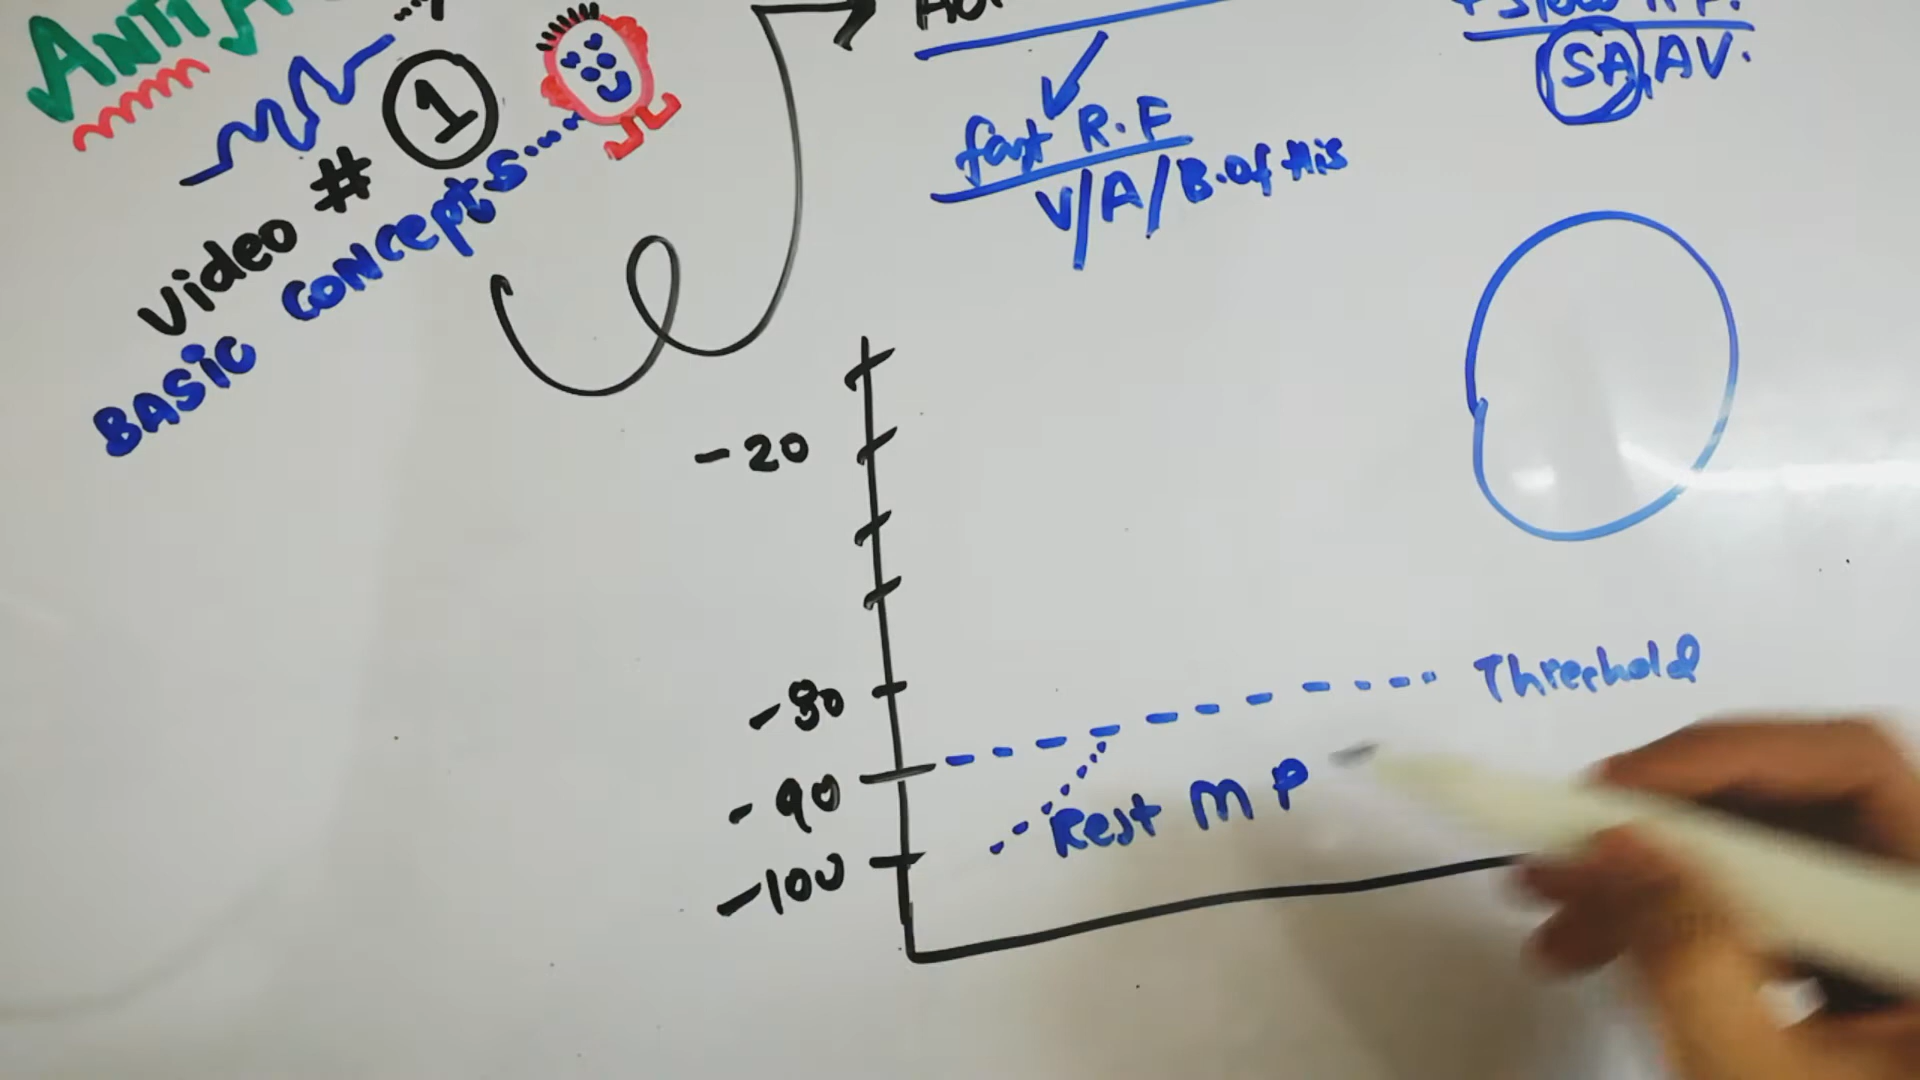 Video # 1
BASIC CONCEPTS....
fast R.F
V/A/B.of His
SA, AV.
-20
-80
-90
-100
Threshold
Rest M P